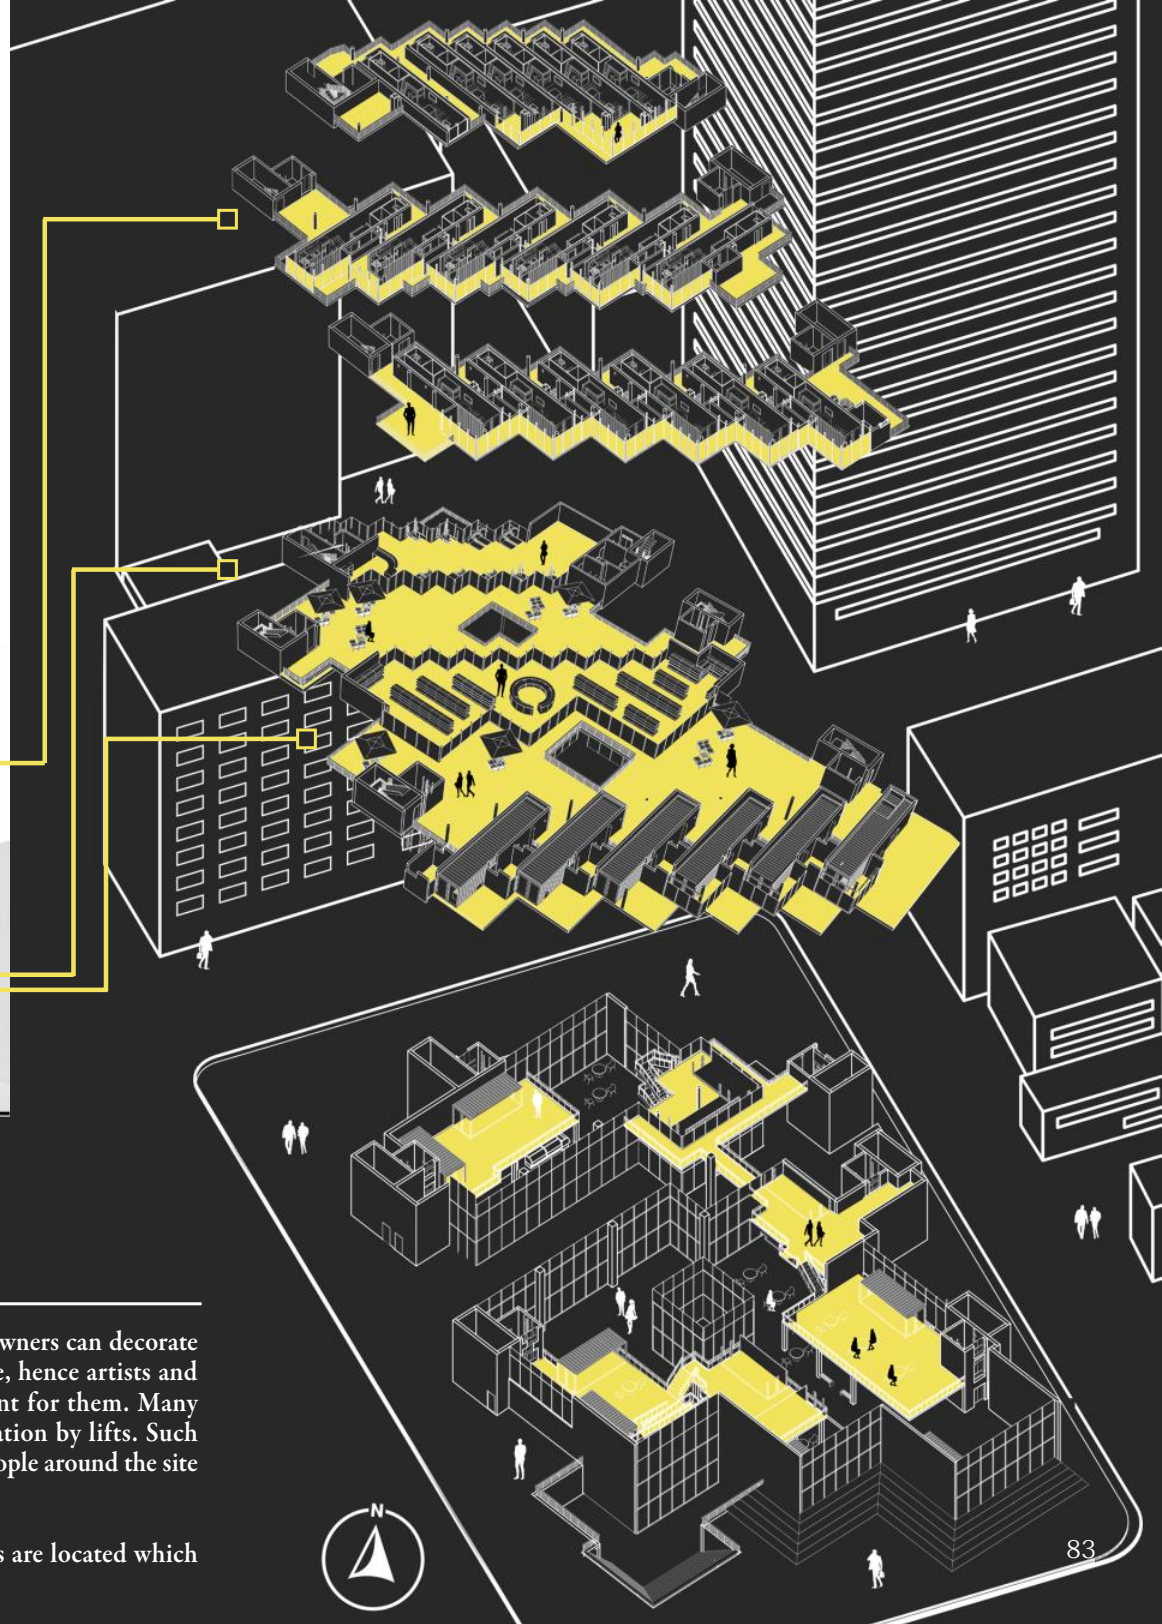 wners can decorate
e, hence artists and
nt for them. Many
ation by lifts. Such
ople around the site
s are located which
N
83